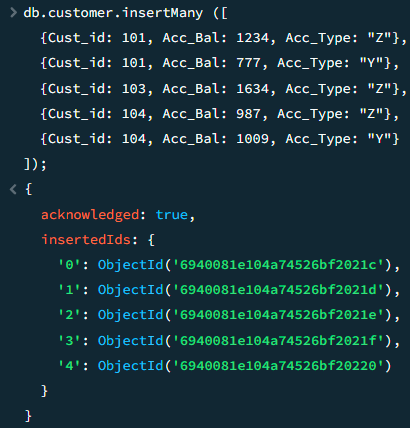 > db.customer.insertMany ([
{Cust_id: 101, Acc_Bal: 1234, Acc_Type: "Z"},
{Cust_id: 101, Acc_Bal: 777, Acc_Type: "Y"},
{Cust_id: 103, Acc_Bal: 1634, Acc_Type: "Z"},
{Cust_id: 104, Acc_Bal: 987, Acc_Type: "Z"},
{Cust_id: 104, Acc_Bal: 1009, Acc_Type: "Y"}
]);
< {
acknowledged: true,
insertedIds: {
'0': ObjectId('6940081e104a74526bf2021c'),
'1': ObjectId('6940081e104a74526bf2021d'),
'2': ObjectId('6940081e104a74526bf2021e'),
'3': ObjectId('6940081e104a74526bf2021f'),
'4': ObjectId('6940081e104a74526bf20220')
}
}